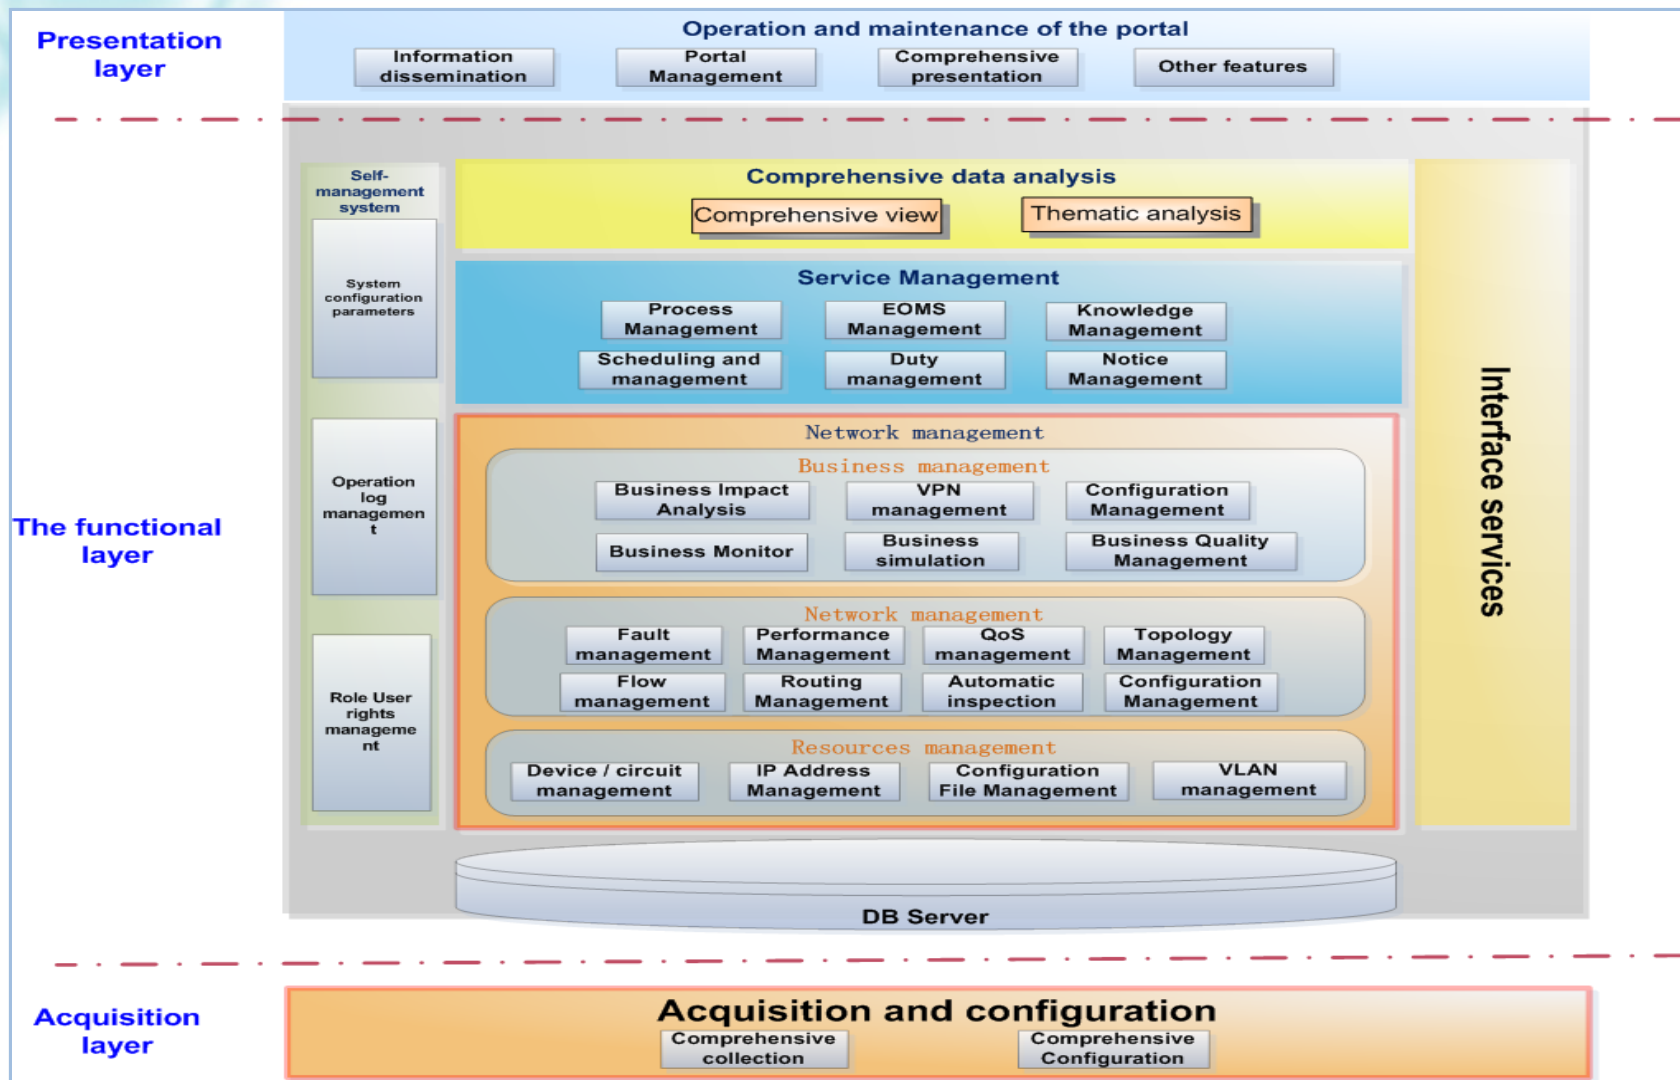 Presentation
layer
Operation and maintenance of the portal
Information
dissemination
Portal
Management
Comprehensive
presentation
Other features
The functional
layer
Self-
management
system
System
configuration
parameters
Operation
log
managemen
t
Role User
rights
manageme
nt
Comprehensive data analysis
Comprehensive view
Thematic analysis
Service Management
Process
Management
EOMS
Management
Knowledge
Management
Scheduling and
management
Duty
management
Notice
Management
Network management
Business management
Business Impact
Analysis
VPN
management
Configuration
Management
Business Monitor
Business
simulation
Business Quality
Management
Network management
Fault
management
Performance
Management
QoS
management
Topology
Management
Flow
management
Routing
Management
Automatic
inspection
Configuration
Management
Resources management
Device / circuit
management
IP Address
Management
Configuration
File Management
VLAN
management
Interface services
DB Server
Acquisition
layer
Acquisition and configuration
Comprehensive
collection
Comprehensive
Configuration